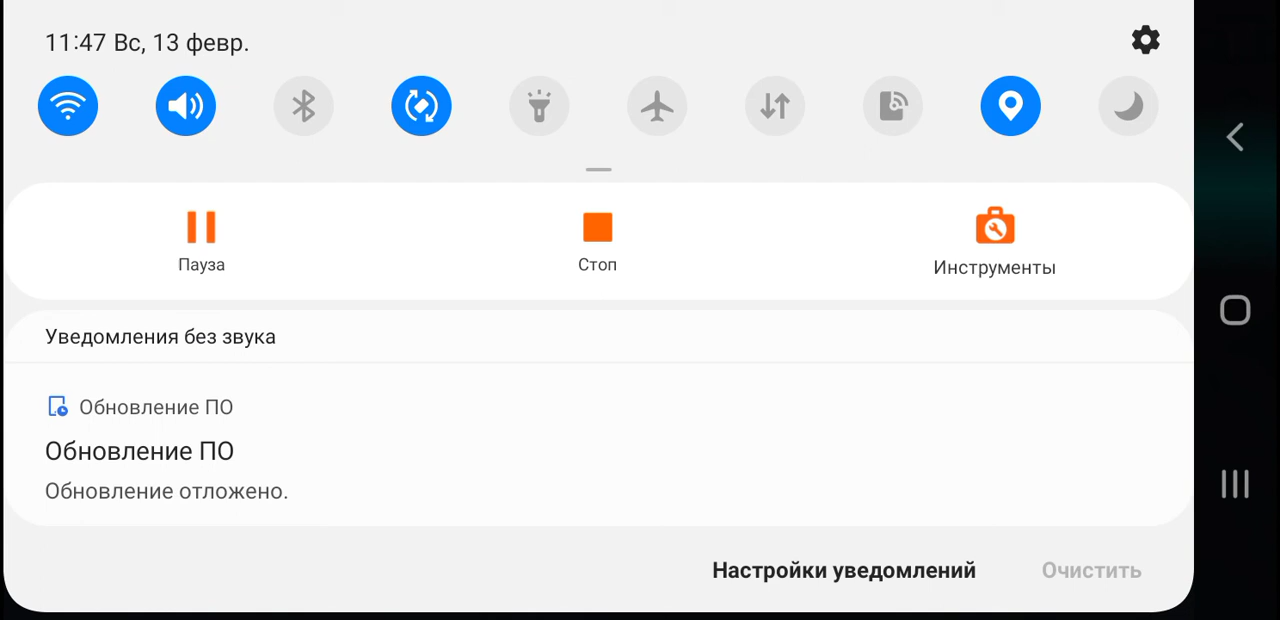 11:47 Вс, 13 февр.
Пауза
Стоп
Инструменты
Уведомления без звука
Обновление ПО
Обновление ПО
Обновление отложено.
Настройки уведомлений
Очистить